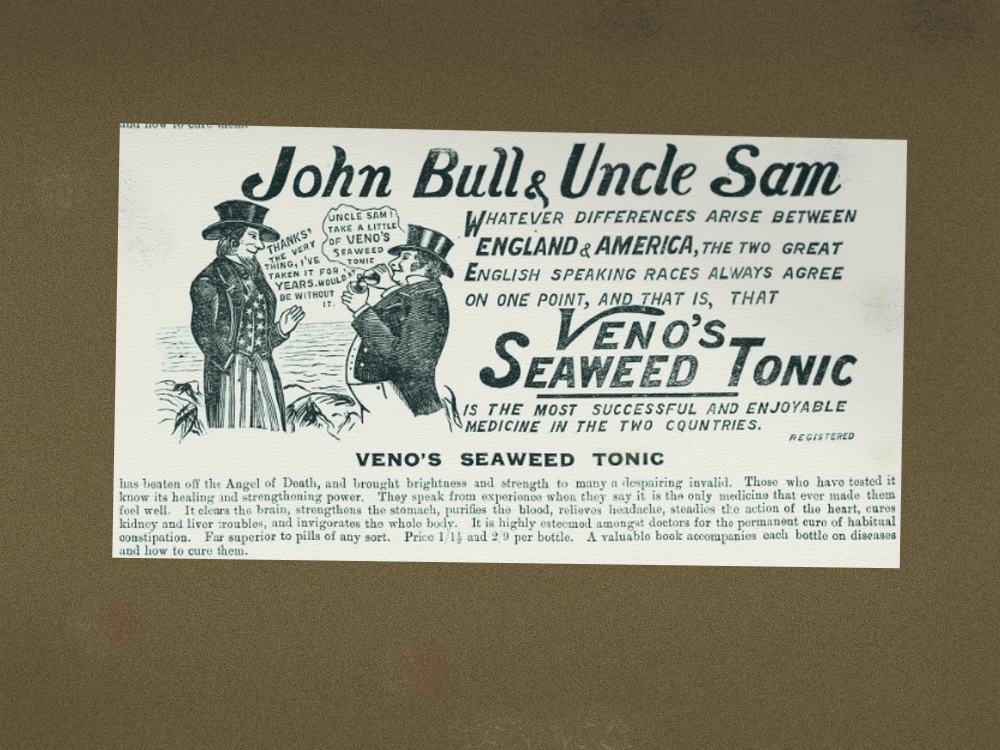 and how to cure them.
John Bull & Uncle Sam
UNCLE SAM!
TAKE A LITTLE
OF VENO'S
SEAWEED
TONIC
THANKS'
THE VERY
THING, I'VE
TAKEN IT FOR
YEARS. WOULDN'T
BE WITHOUT
IT.
WHATEVER DIFFERENCES ARISE BETWEEN
ENGLAND & AMERICA, THE TWO GREAT
ENGLISH SPEAKING RACES ALWAYS AGREE
ON ONE POINT, AND THAT IS, THAT
VENO'S
SEAWEED TONIC
IS THE MOST SUCCESSFUL AND ENJOYABLE
MEDICINE IN THE TWO COUNTRIES.
REGISTERED
VENO'S SEAWEED TONIC
has beaten off the Angel of Death, and brought brightness and strength to many a despairing invalid. Those who have tested it
know its healing and strengthening power. They speak from experience when they say it is the only medicine that ever made them
feel well. It clears the brain, strengthens the stomach, purifies the blood, relieves headache, steadies the action of the heart, cures
kidney and liver troubles, and invigorates the whole body. It is highly esteemed amongst doctors for the permanent cure of habitual
constipation. Far superior to pills of any sort. Price 1/1½ and 2/9 per bottle. A valuable book accompanies each bottle on diseases
and how to cure them.